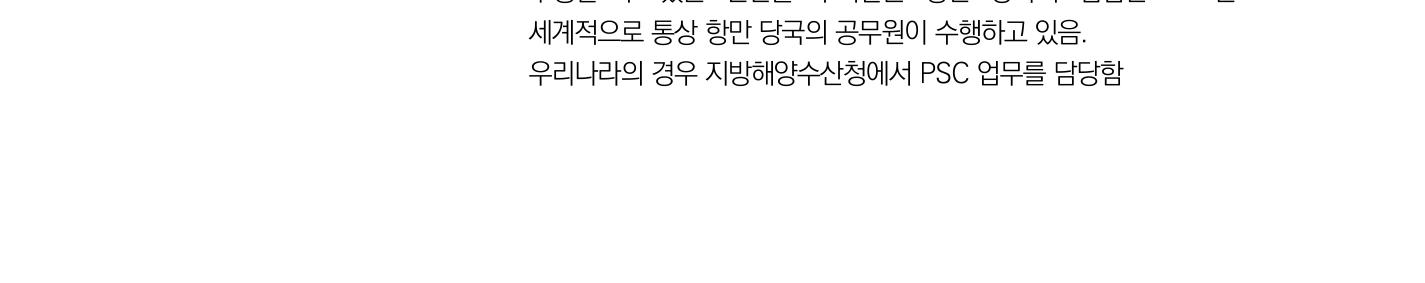 세계적으로 통상 항만 당국의 공무원이 수행하고 있음.
우리나라의 경우 지방해양수산청에서 PSC 업무를 담당함